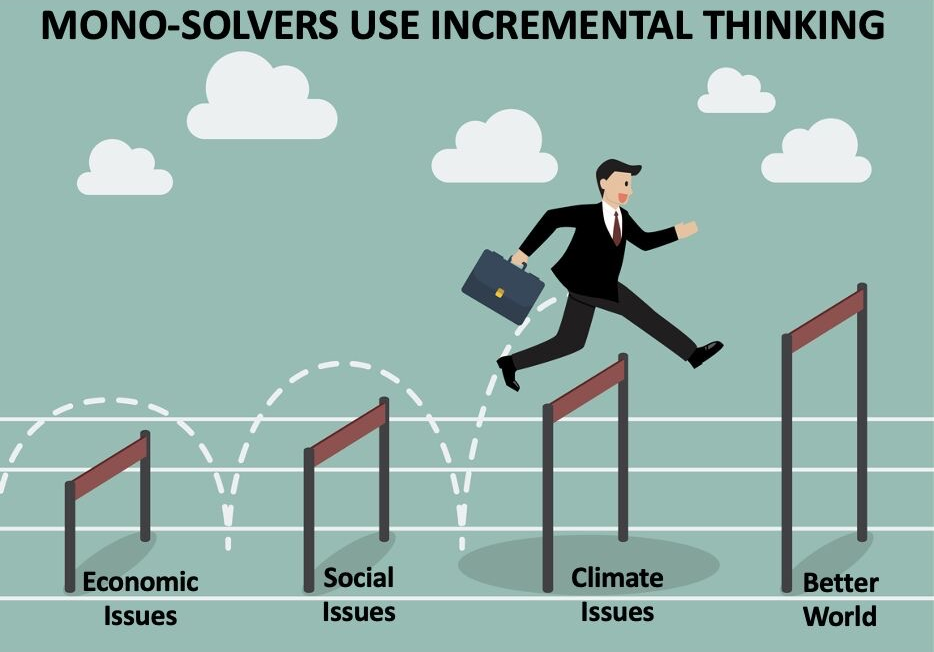 MONO-SOLVERS USE INCREMENTAL THINKING
Economic
Issues
Social
Issues
Climate
Issues
Better
World